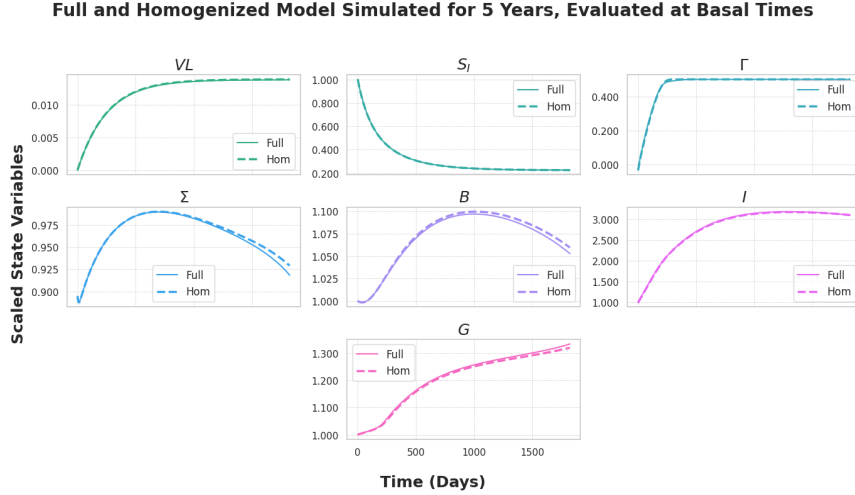 Full and Homogenized Model Simulated for 5 Years, Evaluated at Basal Times
Scaled State Variables
VL
0.010
0.005
0.000
Full
Hom
S_I
1.000
0.800
0.600
0.400
0.200
Full
Hom
Γ
0.400
0.200
0.000
Full
Hom
Σ
0.975
0.950
0.925
0.900
Full
Hom
B
1.100
1.075
1.050
1.025
1.000
Full
Hom
I
3.000
2.500
2.000
1.500
1.000
Full
Hom
G
1.300
1.200
1.100
1.000
Full
Hom
0 500 1000 1500
Time (Days)